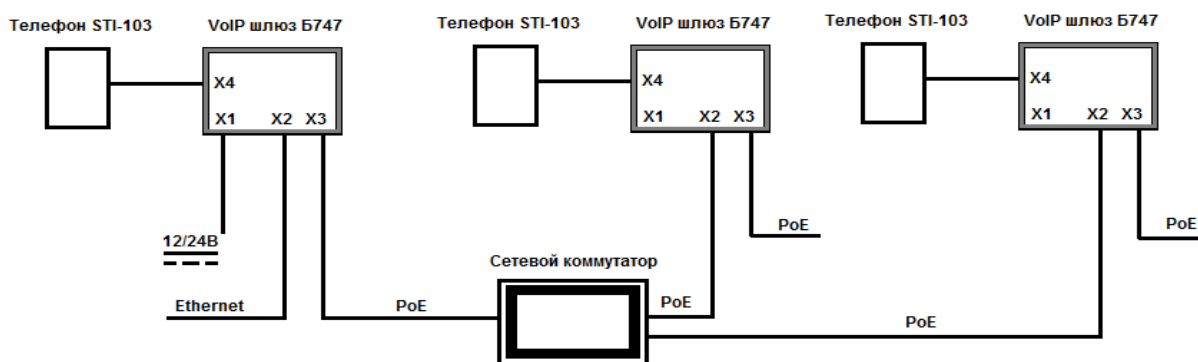 Телефон STI-103
VoIP шлюз Б747
Телефон STI-103
VoIP шлюз Б747
Телефон STI-103
VoIP шлюз Б747
X4
X1 X2 X3
X4
X1 X2 X3
X4
X1 X2 X3
12/24В
Ethernet
PoE
Сетевой коммутатор
PoE
PoE
PoE
PoE